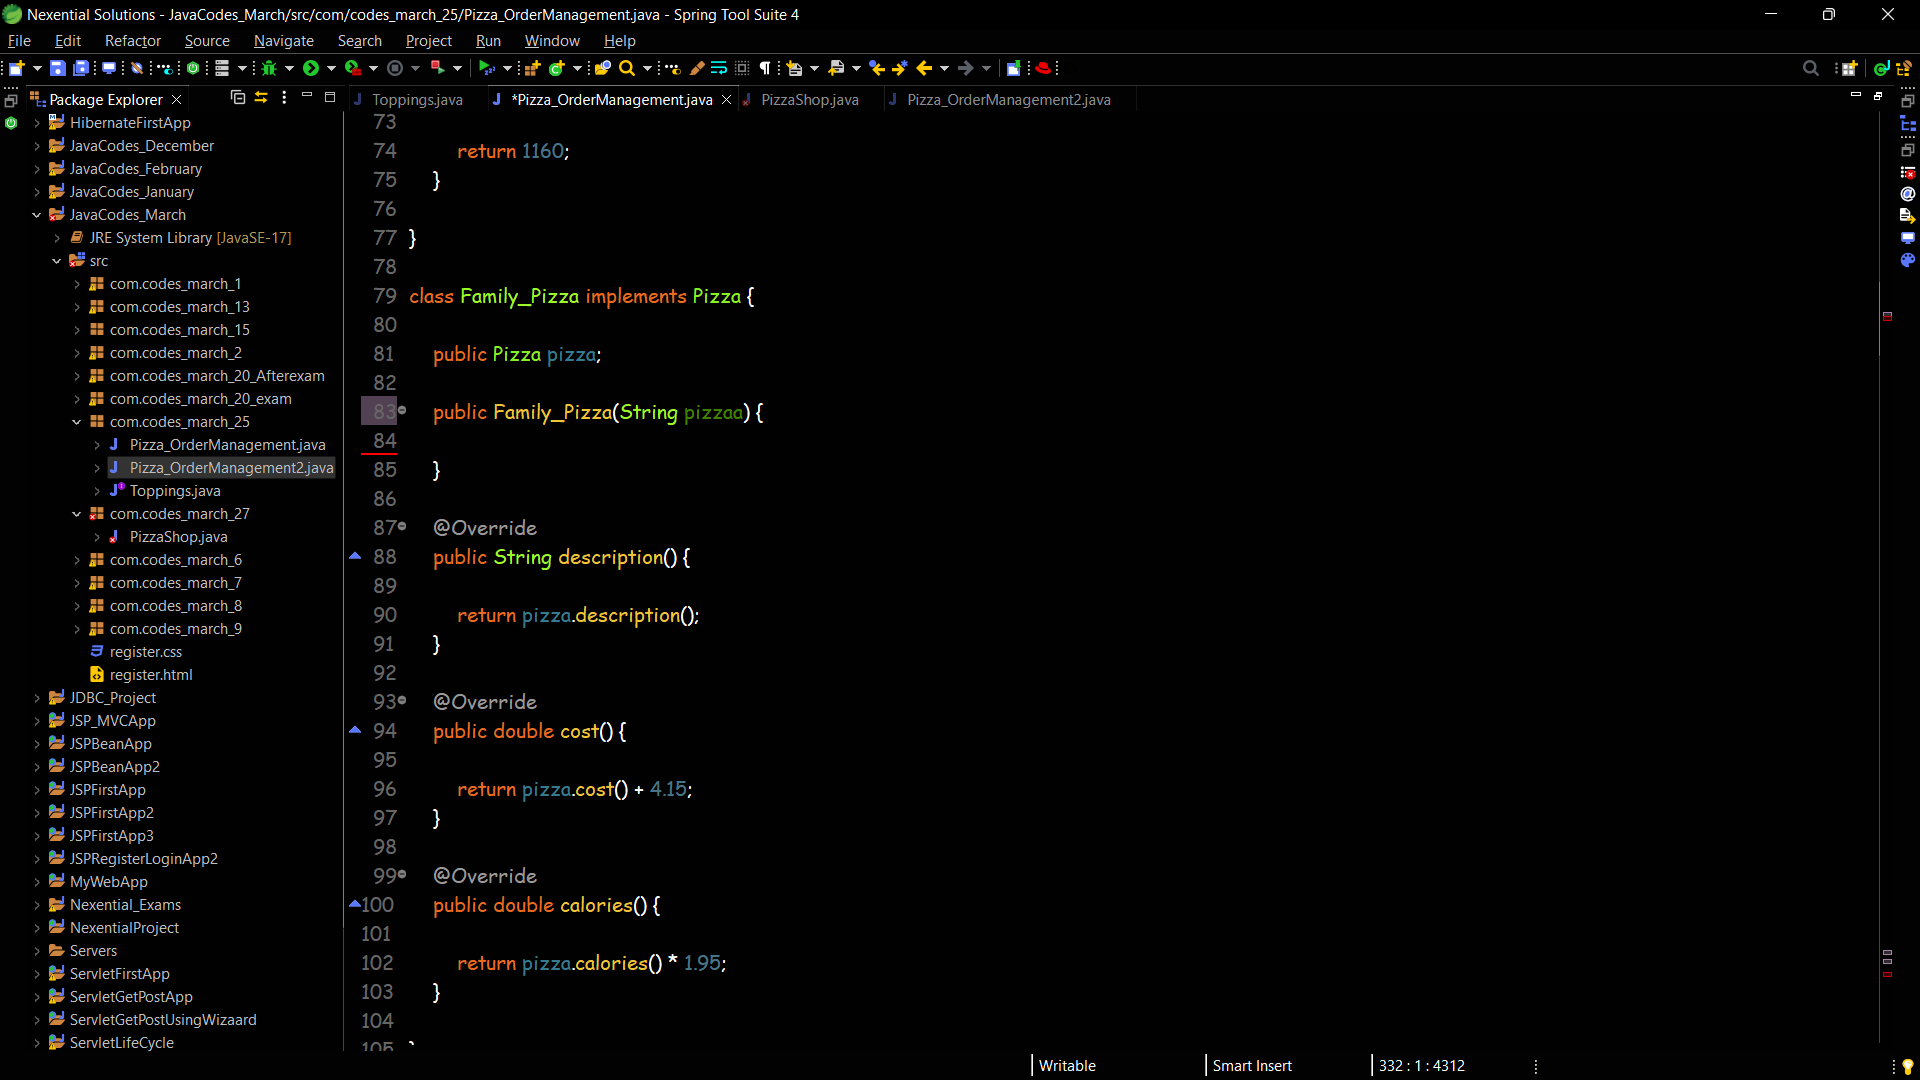 Nexential Solutions - JavaCodes_March/src/com/codes_march_25/Pizza_OrderManagement.java - Spring Tool Suite 4
File Edit Refactor Source Navigate Search Project Run Window Help
Package Explorer
HibernateFirstApp
JavaCodes_December
JavaCodes_February
JavaCodes_January
JavaCodes_March
JRE System Library [JavaSE-17]
src
com.codes_march_1
com.codes_march_13
com.codes_march_15
com.codes_march_2
com.codes_march_20_Afterexam
com.codes_march_20_exam
com.codes_march_25
Pizza_OrderManagement.java
Pizza_OrderManagement2.java
Toppings.java
com.codes_march_27
PizzaShop.java
com.codes_march_6
com.codes_march_7
com.codes_march_8
com.codes_march_9
register.css
register.html
JDBC_Project
JSP_MVCApp
JSPBeanApp
JSPBeanApp2
JSPFirstApp
JSPFirstApp2
JSPFirstApp3
JSPRegisterLoginApp2
MyWebApp
Nexential_Exams
NexentialProject
Servers
ServletFirstApp
ServletGetPostApp
ServletGetPostUsingWizaard
ServletLifeCycle
Toppings.java *Pizza_OrderManagement.java PizzaShop.java Pizza_OrderManagement2.java
73
74 return 1160;
75 }
76
77 }
78
79 class Family_Pizza implements Pizza {
80
81 public Pizza pizza;
82
83 public Family_Pizza(String pizzaa) {
84
85 }
86
87 @Override
88 public String description() {
89
90 return pizza.description();
91 }
92
93 @Override
94 public double cost() {
95
96 return pizza.cost() + 4.15;
97 }
98
99 @Override
100 public double calories() {
101
102 return pizza.calories() * 1.95;
103 }
104
105 }
Writable Smart Insert 332 : 1 : 4312